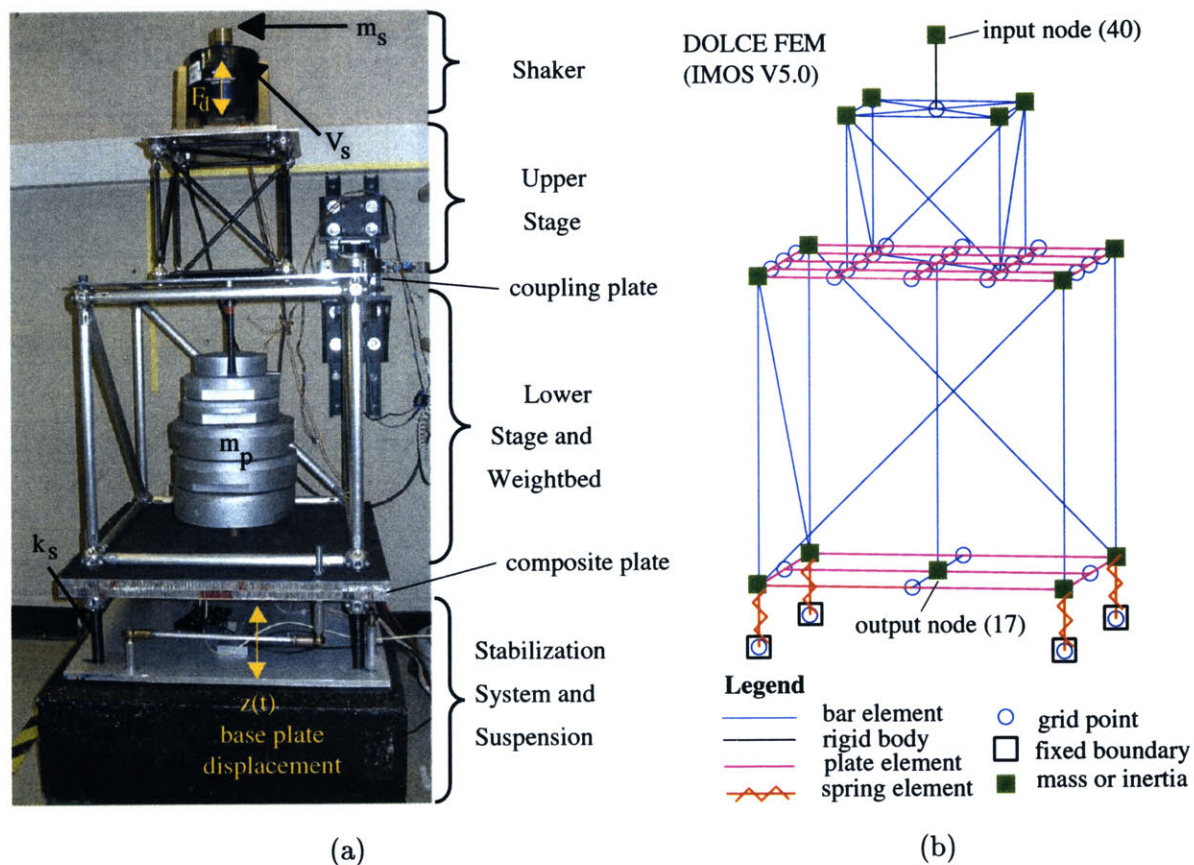 m_s
F_d
V_s
Shaker
Upper
Stage
coupling plate
Lower
Stage and
Weightbed
m_p
k_s
composite plate
Stabilization
System and
Suspension
z(t)
base plate
displacement
(a)
DOLCE FEM
(IMOS V5.0)
input node (40)
output node (17)
Legend
bar element
rigid body
plate element
spring element
grid point
fixed boundary
mass or inertia
(b)